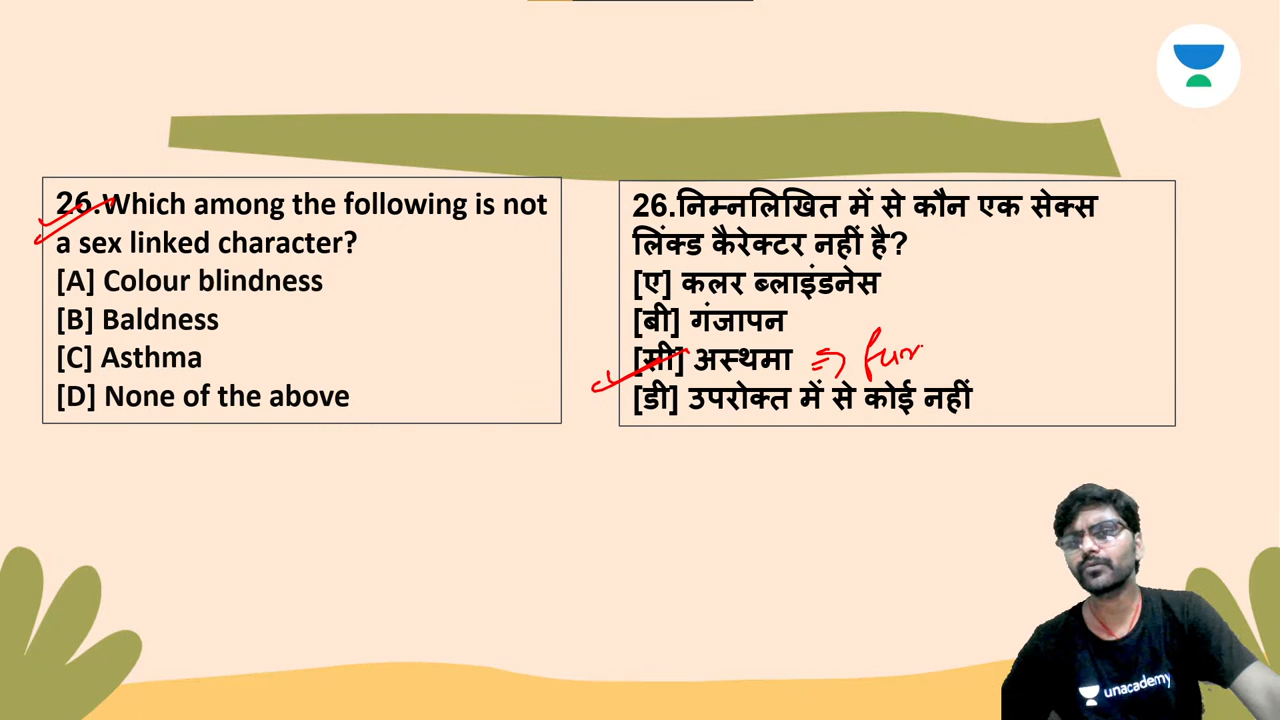 26.Which among the following is not
a sex linked character?
[A] Colour blindness
[B] Baldness
[C] Asthma
[D] None of the above
26.निम्नलिखित में से कौन एक सेक्स
लिंक्ड कैरेक्टर नहीं है?
[ए] कलर ब्लाइंडनेस
[बी] गंजापन
[सी] अस्थमा
[डी] उपरोक्त में से कोई नहीं
unacademy